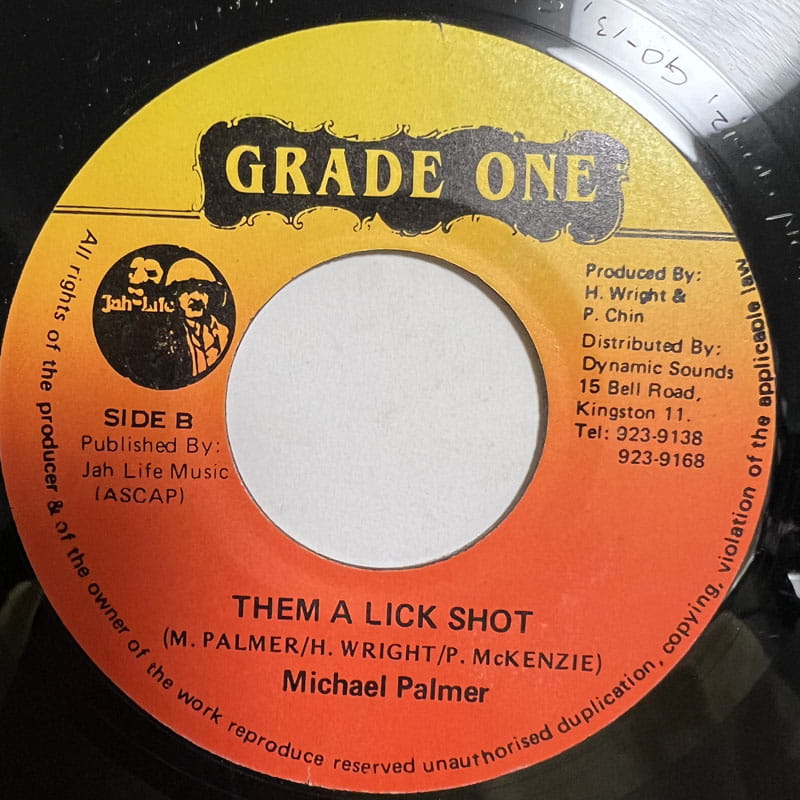 GRADE ONE
Jah-Life
SIDE B
Published By:
Jah Life Music
(ASCAP)
Produced By:
H. Wright &
P. Chin
Distributed By:
Dynamic Sounds
15 Bell Road,
Kingston 11.
Tel: 923-9138
923-9168
THEM A LICK SHOT
(M. PALMER/H. WRIGHT/P. McKENZIE)
Michael Palmer
All rights of the producer & of the owner of the work reproduce reserved unauthorised duplication, copying, violation of the applicable law
GO-13